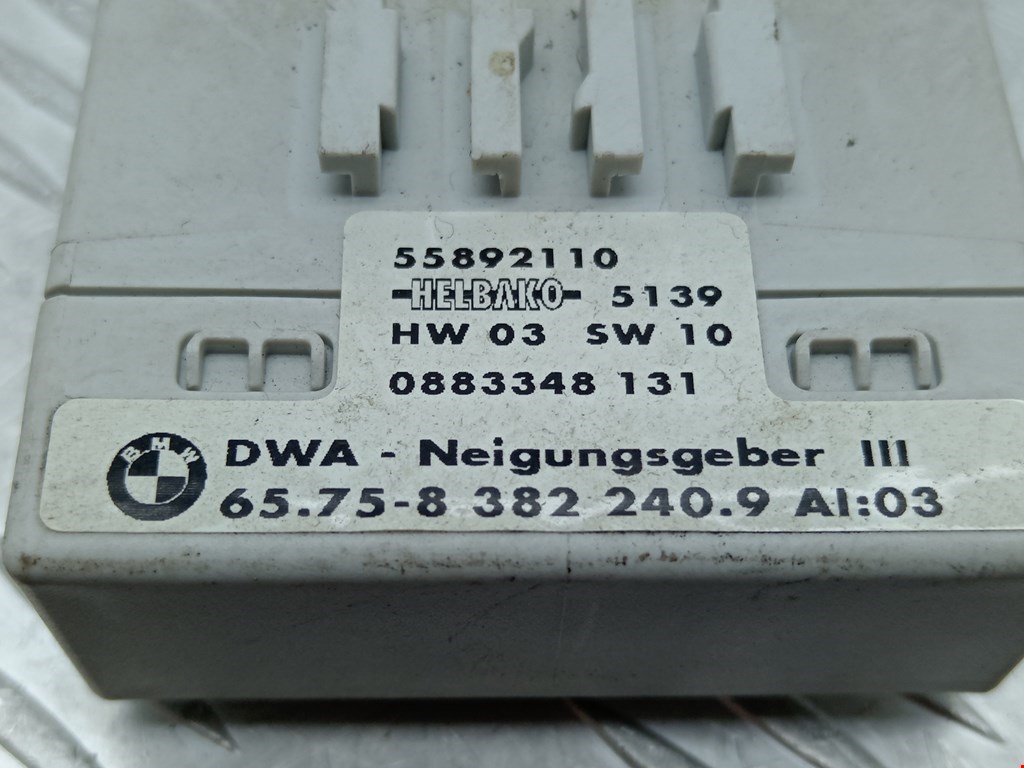 55892110
HELBAKO 5139
HW 03 SW 10
0883348 131
BMW
DWA - Neigungsgeber III
65.75-8 382 240.9 AI:03